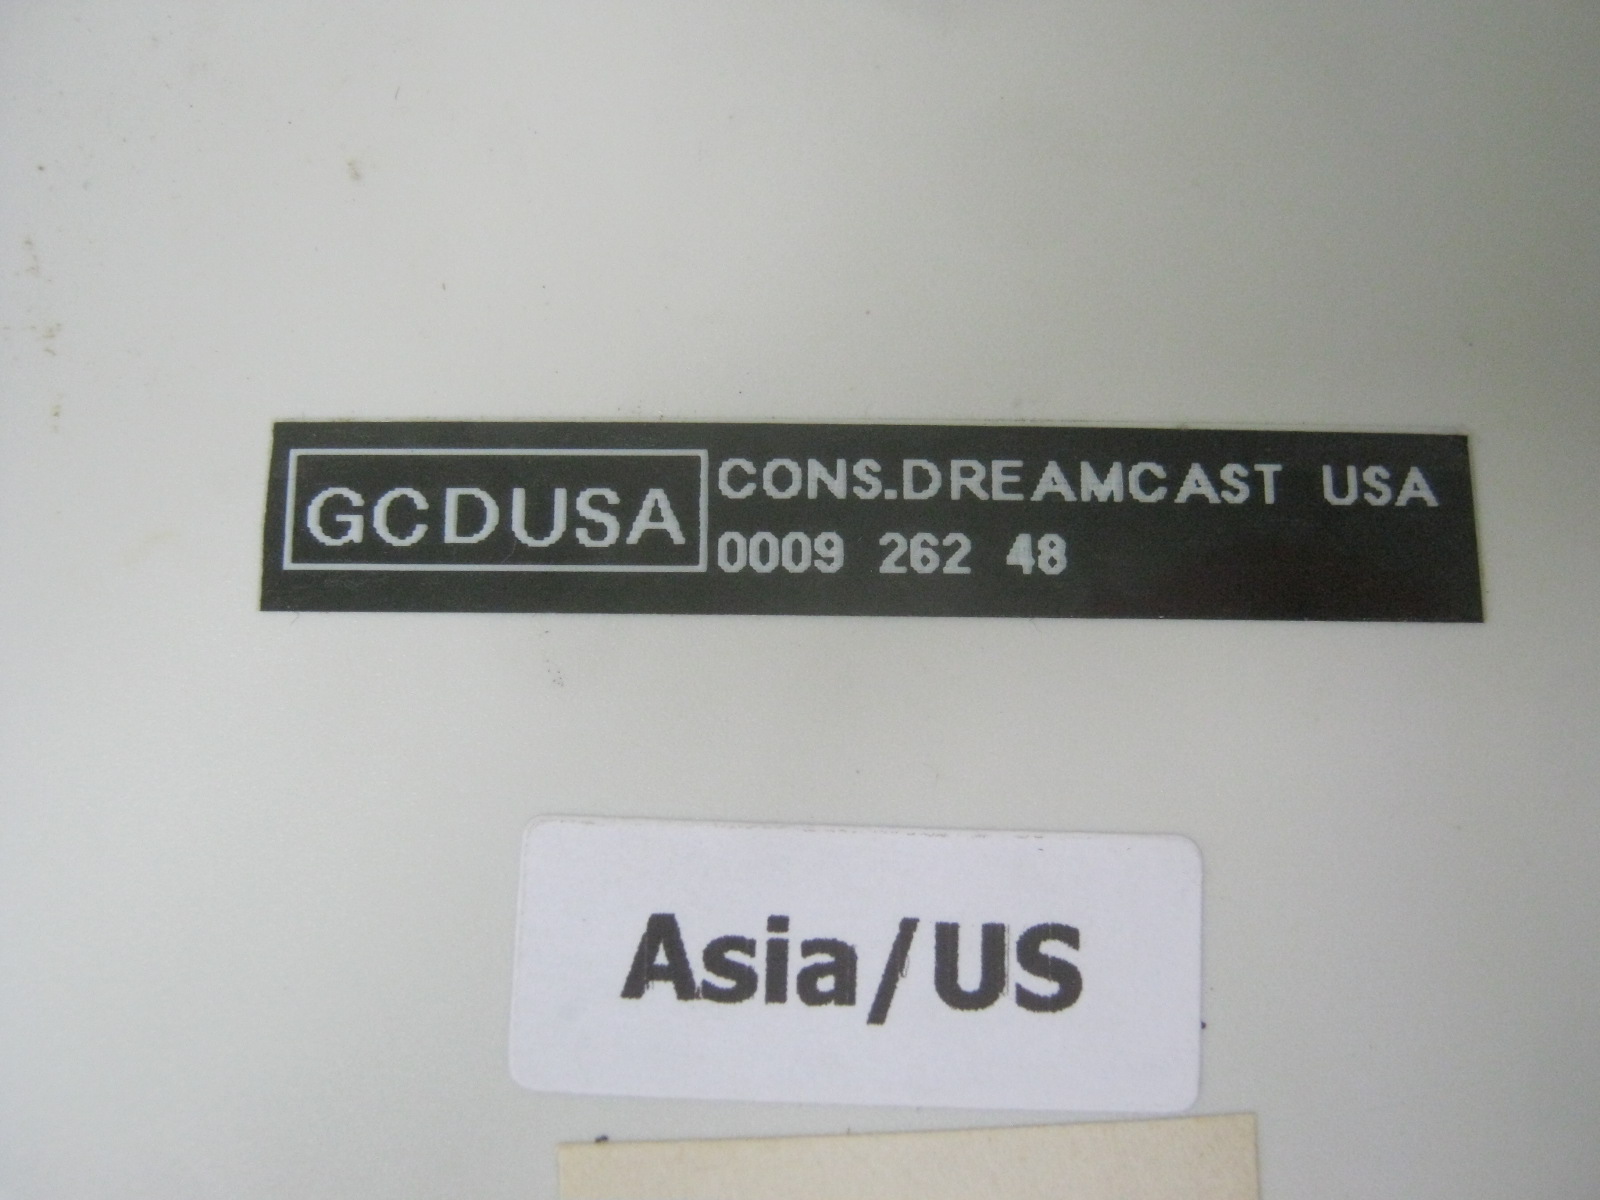 GCDUSA
CONS.DREAMCAST USA
0009 262 48
Asia/US